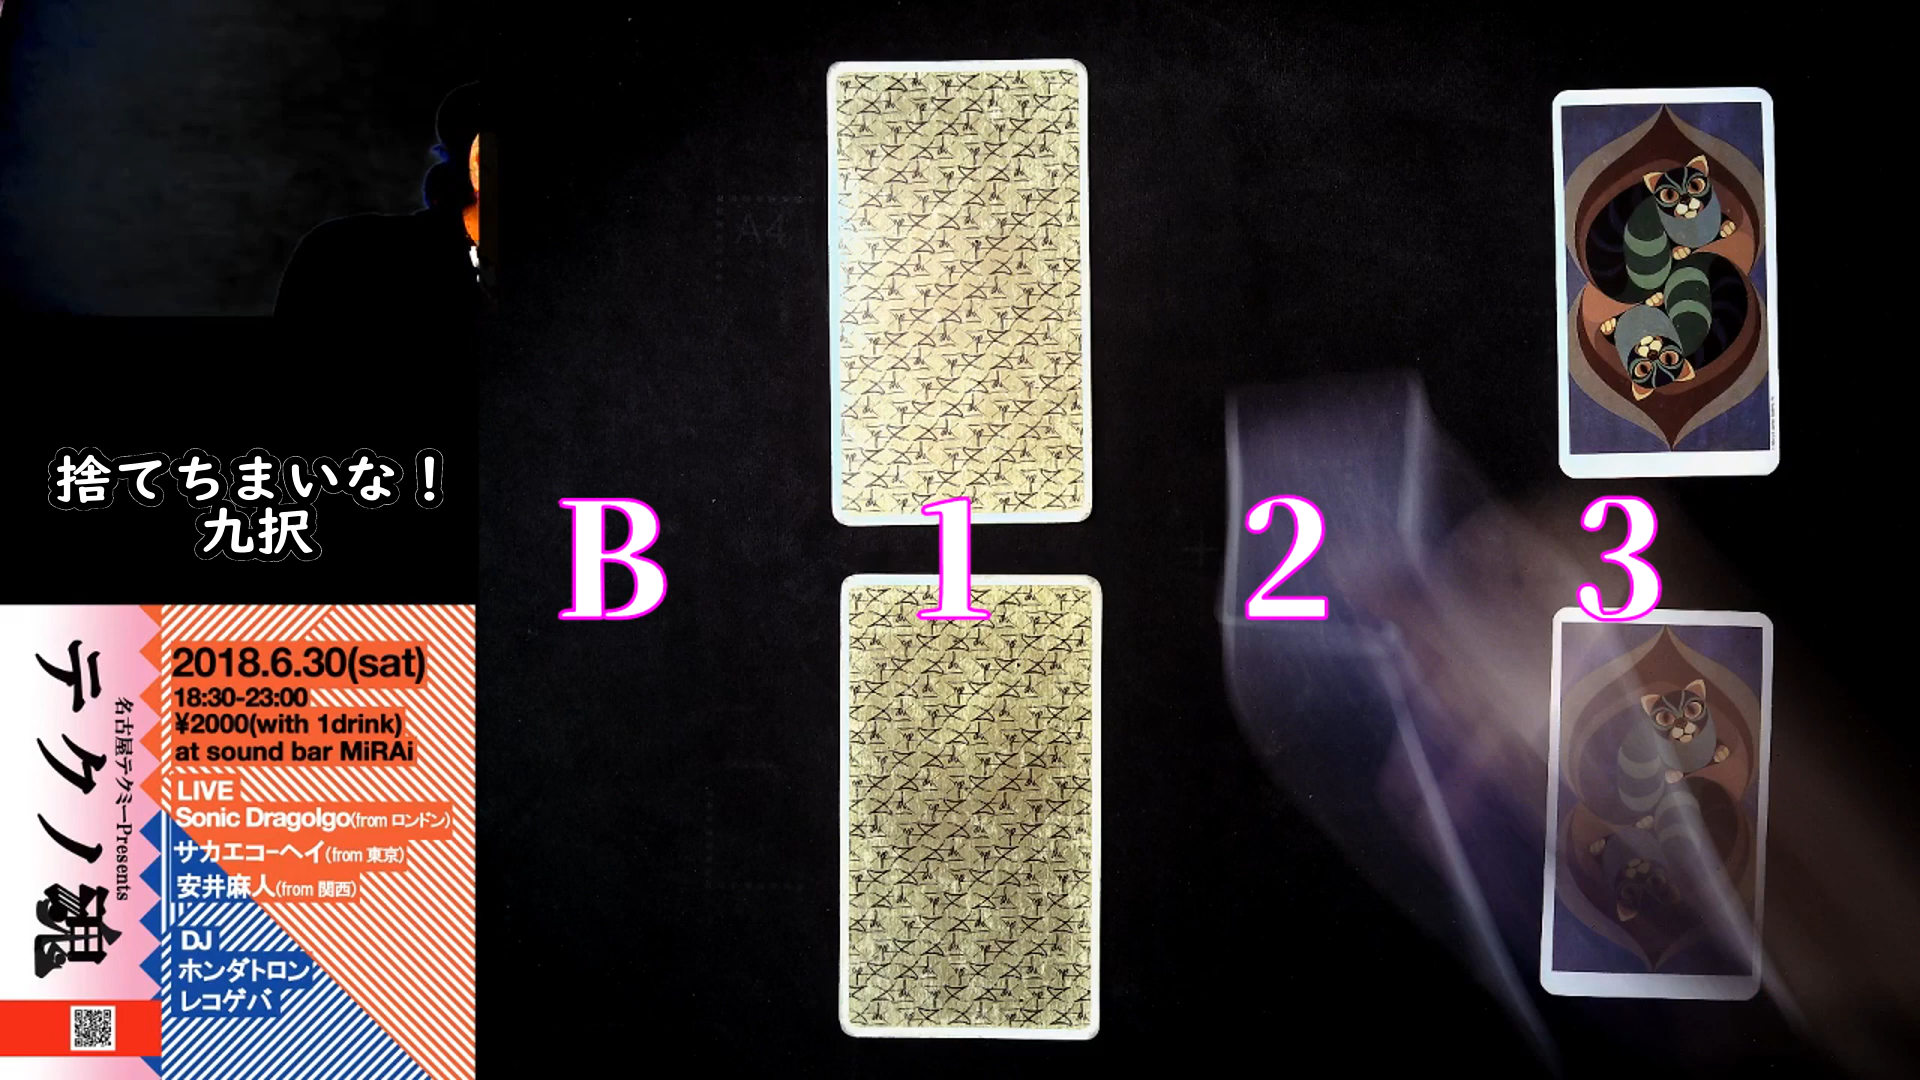 捨てちまいな！
九択
B
1
2
3
A4
テクノ魂
名古屋テクミーPresents
2018.6.30(sat)
18:30-23:00
¥2000(with 1drink)
at sound bar MiRAi
LIVE
Sonic Dragolgo(from ロンドン)
サカエコーヘイ(from 東京)
安井麻人(from 関西)
DJ
ホンダトロン
レコゲバ